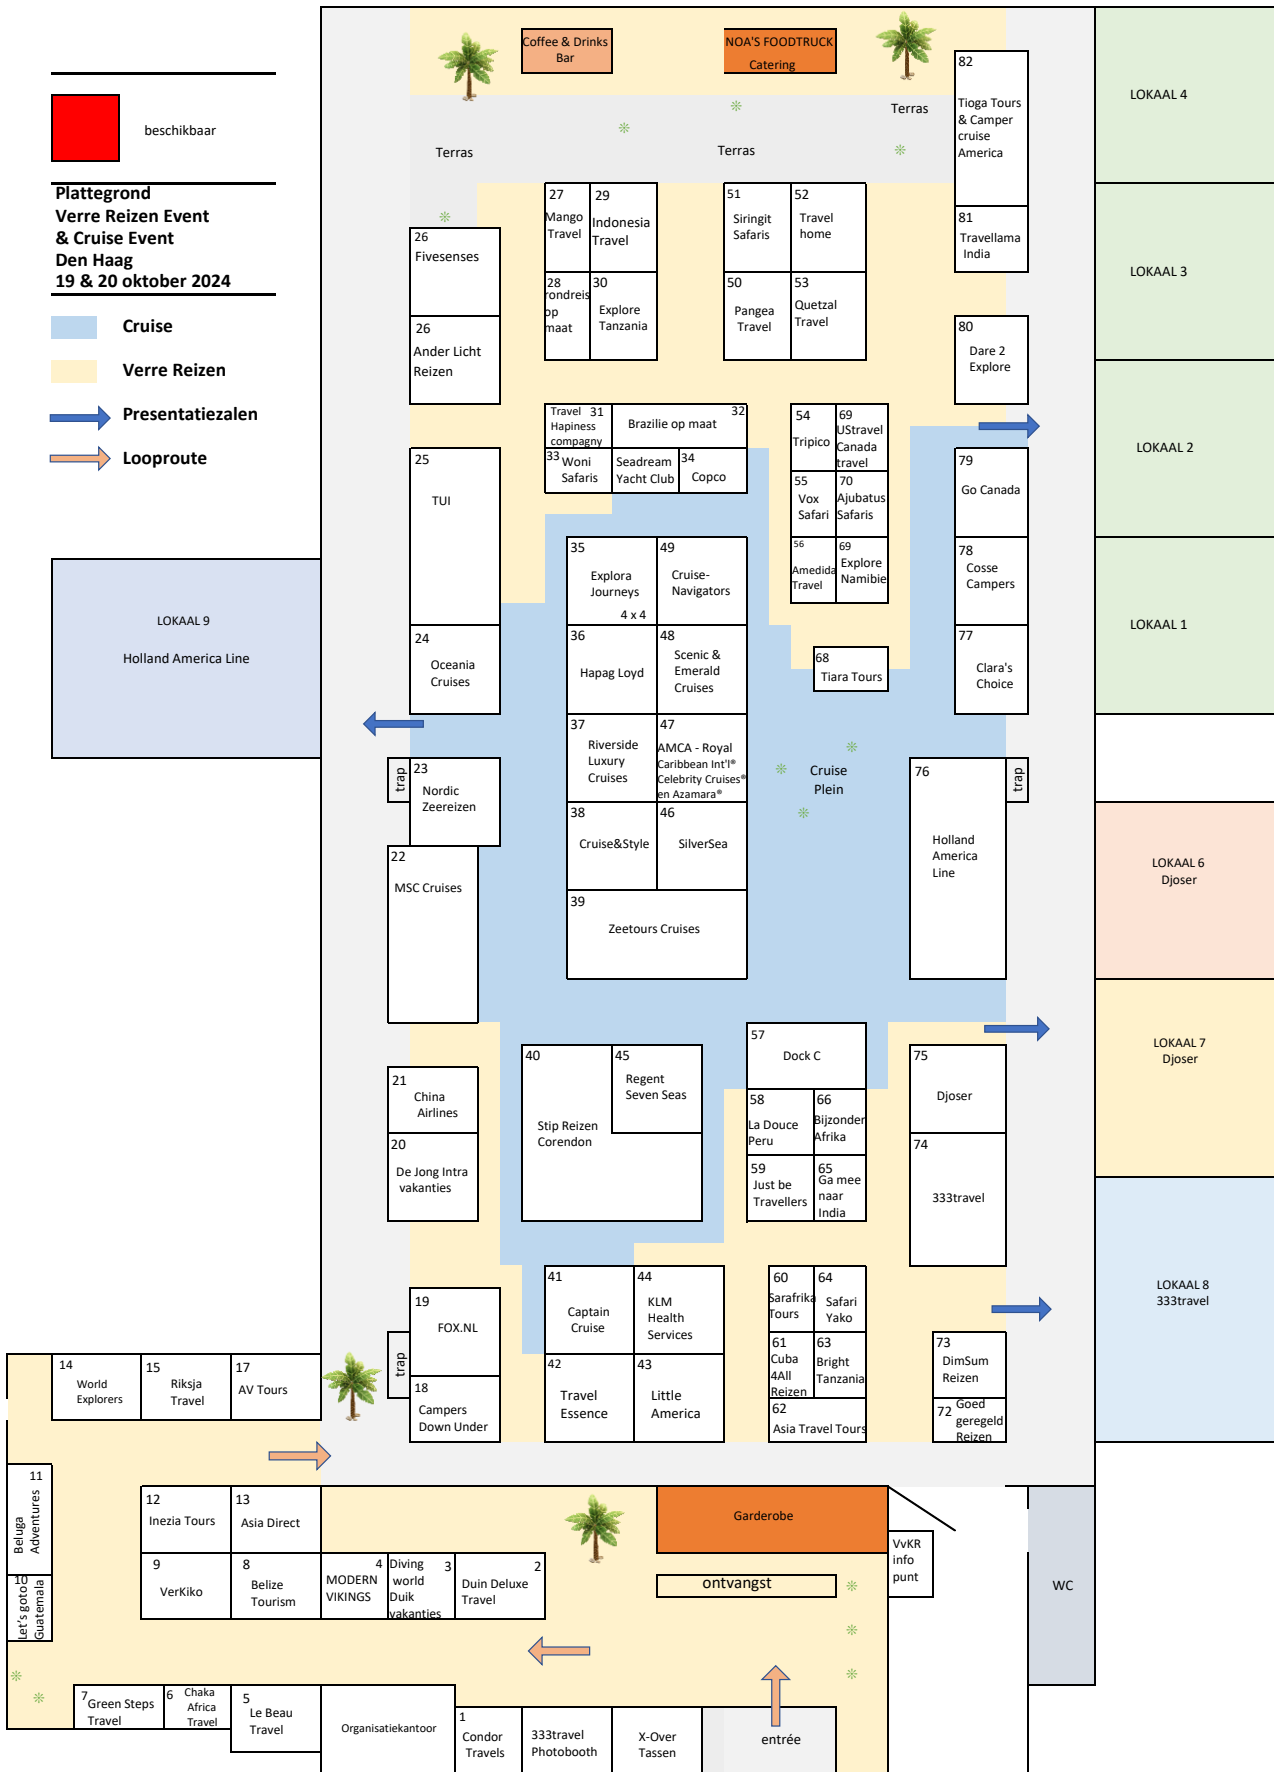 Coffee & Drinks
Bar
NOA'S FOODTRUCK
Catering
beschikbaar
Plattegrond
Verre Reizen Event
& Cruise Event
Den Haag
19 & 20 oktober 2024
Cruise
Verre Reizen
Presentatiezalen
Looproute
Terras
Terras
Terras
82
Tioga Tours
& Camper
cruise
America
81
Travellama
India
80
Dare 2
Explore
LOKAAL 4
LOKAAL 3
LOKAAL 2
LOKAAL 1
26
Fivesenses
26
Ander Licht
Reizen
27
Mango
Travel
29
Indonesia
Travel
28
rondreis
op
maat
30
Explore
Tanzania
51
Siringit
Safaris
52
Travel
home
50
Pangea
Travel
53
Quetzal
Travel
Travel 31
Hapiness
compagny
32
Brazilie op maat
33
Woni
Safaris
Seadream
Yacht Club
34
Copco
54
Tripico
69
UStravel
Canada
travel
55
Vox
Safari
70
Ajubatus
Safaris
56
Amedida
Travel
69
Explore
Namibie
25
TUI
79
Go Canada
78
Cosse
Campers
77
Clara's
Choice
LOKAAL 9
Holland America Line
24
Oceania
Cruises
35
Explora
Journeys
4 x 4
49
Cruise-
Navigators
36
Hapag Loyd
48
Scenic &
Emerald
Cruises
68
Tiara Tours
37
Riverside
Luxury
Cruises
47
AMCA - Royal
Caribbean Int'l®
Celebrity Cruises®
en Azamara®
Cruise
Plein
trap
23
Nordic
Zeereizen
76
Holland
America
Line
trap
38
Cruise&Style
46
SilverSea
22
MSC Cruises
39
Zeetours Cruises
LOKAAL 6
Djoser
LOKAAL 7
Djoser
57
Dock C
40
Stip Reizen
Corendon
45
Regent
Seven Seas
75
Djoser
21
China
Airlines
58
La Douce
Peru
66
Bijzonder
Afrika
20
De Jong Intra
vakanties
59
Just be
Travellers
65
Ga mee
naar
India
74
333travel
LOKAAL 8
333travel
19
FOX.NL
41
Captain
Cruise
44
KLM
Health
Services
60
Sarafrika
Tours
64
Safari
Yako
trap
73
DimSum
Reizen
61
Cuba
4All
Reizen
63
Bright
Tanzania
14
World
Explorers
15
Riksja
Travel
17
AV Tours
18
Campers
Down Under
42
Travel
Essence
43
Little
America
62
Asia Travel Tours
72
Goed
geregeld
Reizen
11
Beluga
Adventures
12
Inezia Tours
13
Asia Direct
Garderobe
VvKR
info
punt
WC
10
Let's goto
Guatemala
9
VerKiko
8
Belize
Tourism
4
MODERN
VIKINGS
Diving 3
world
Duik
vakanties
2
Duin Deluxe
Travel
ontvangst
7
Green Steps
Travel
6
Chaka
Africa
Travel
5
Le Beau
Travel
Organisatiekantoor
1
Condor
Travels
333travel
Photobooth
X-Over
Tassen
entrée